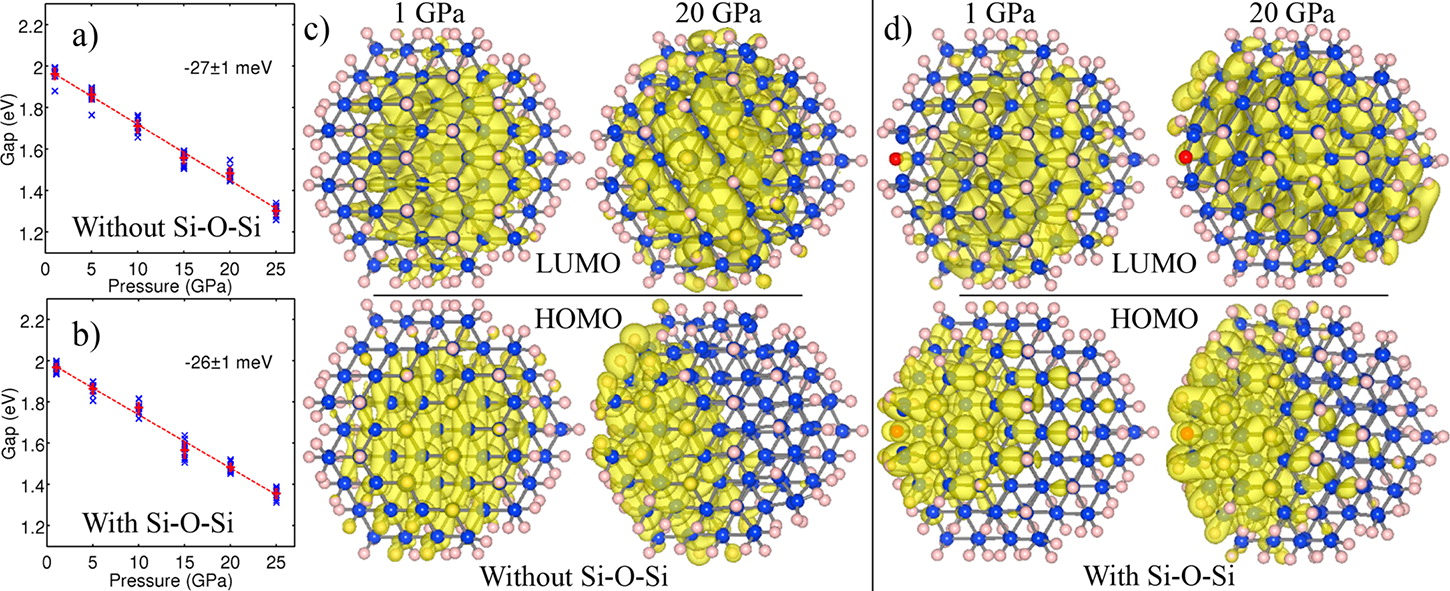 a)
-27±1 meV
Gap (eV)
2.2
2
1.8
1.6
1.4
1.2
Without Si-O-Si
0 5 10 15 20 25
Pressure (GPa)
b)
-26±1 meV
Gap (eV)
2.2
2
1.8
1.6
1.4
1.2
With Si-O-Si
0 5 10 15 20 25
Pressure (GPa)
c)
1 GPa
20 GPa
LUMO
HOMO
Without Si-O-Si
d)
1 GPa
20 GPa
LUMO
HOMO
With Si-O-Si